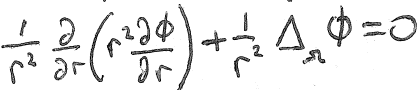 1/r² ∂/∂r (r² ∂ϕ/∂r) + 1/r² Δ_Ω ϕ = 0